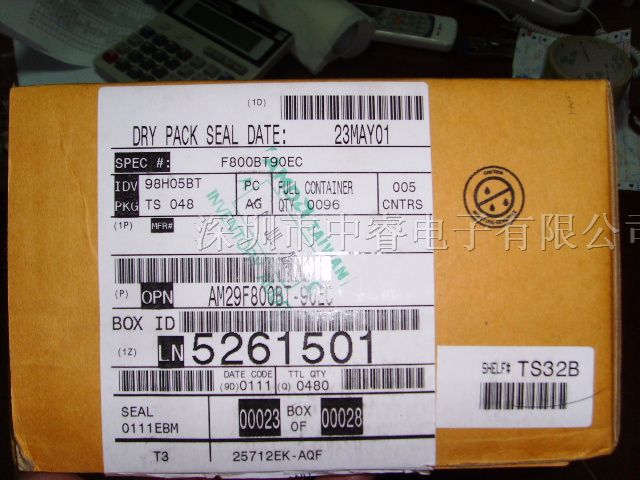 (1D)
DRY PACK SEAL DATE: 23MAY01
SPEC #: F800BT90EC
IDV 98H05BT PC FULL CONTAINER 005
PKG TS 048 AG QTY 0096 CNTRS
(1P) MFR#
深圳市中睿电子有限公司
(P) OPN AM29F800BT-90EC
BOX ID
(1Z) LN 5261501
DATE CODE TTL QTY
(9D) 0111 (Q) 0480
SEAL 00023 BOX 00028
0111EBM OF
T3 25712EK-AQF
SHELF# TS32B
CAUTION